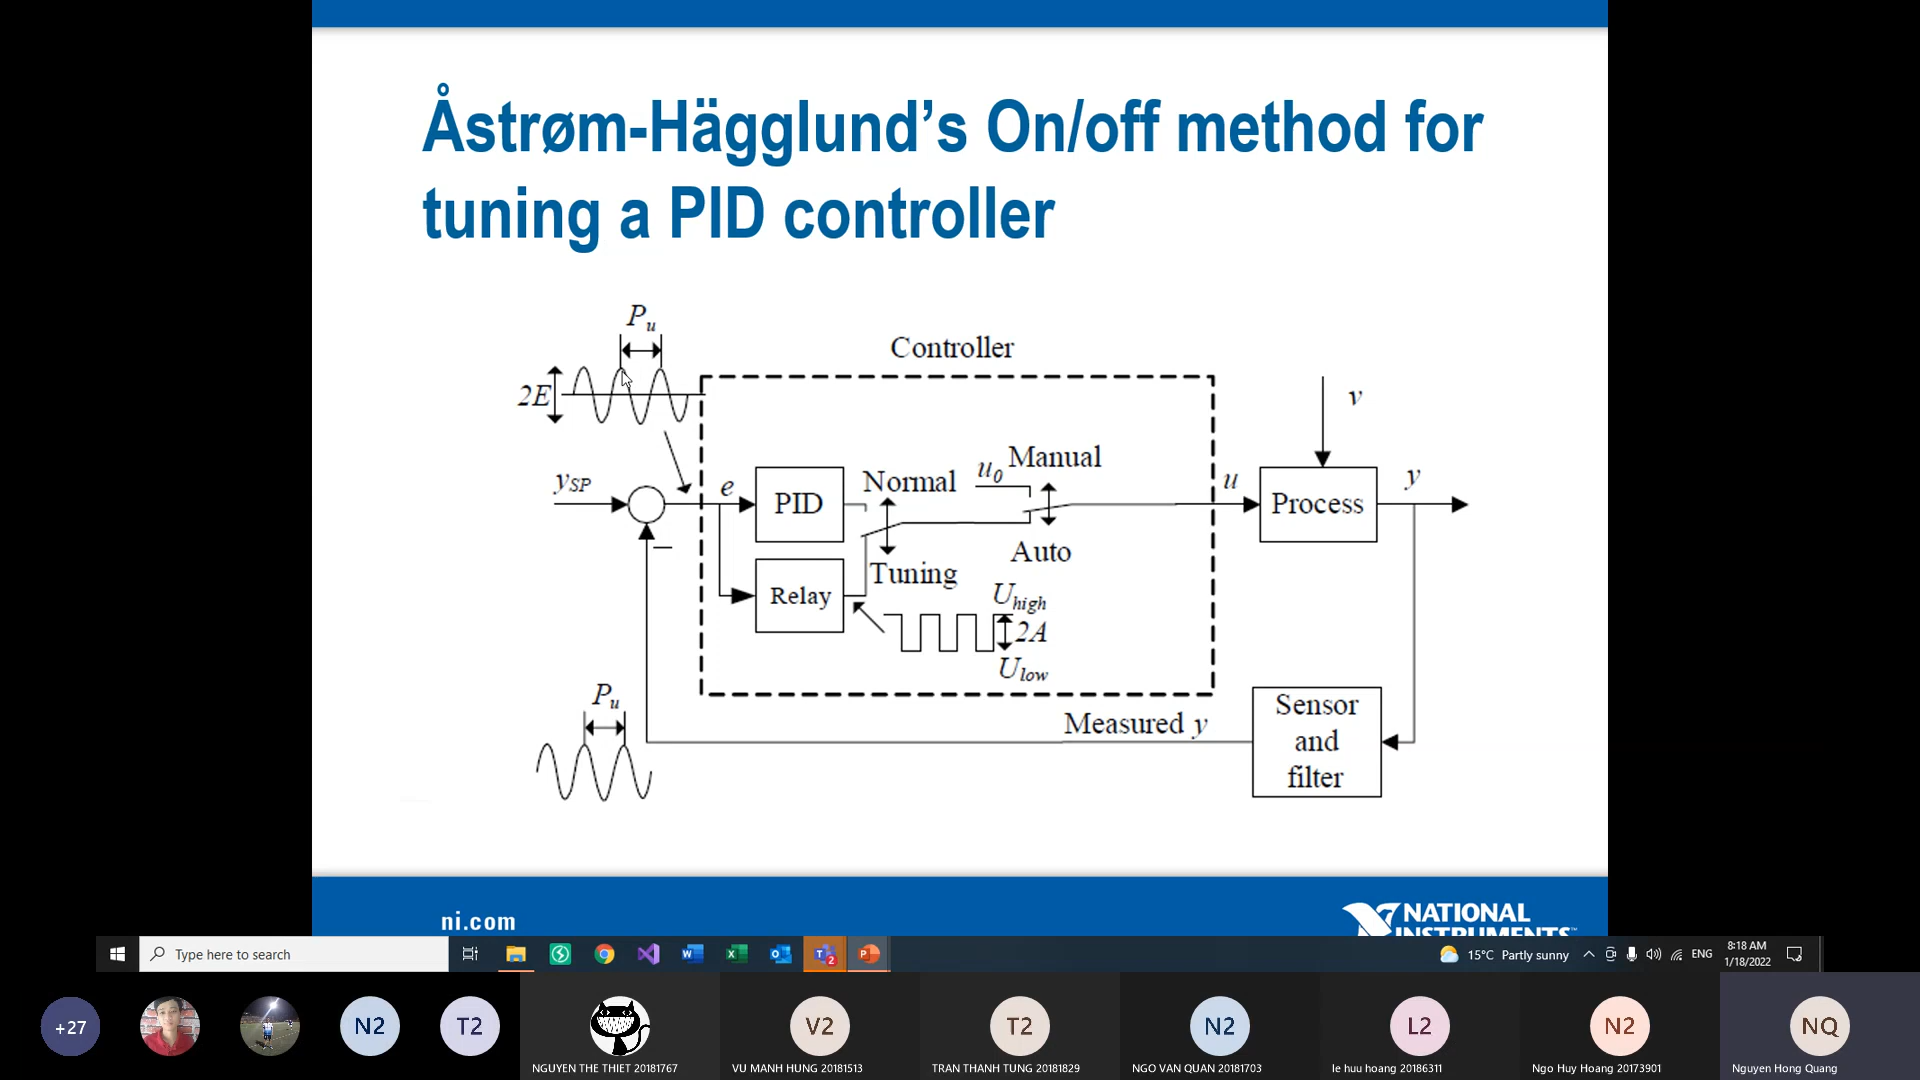 Åstrøm-Hägglund’s On/off method for
tuning a PID controller
Pu
Controller
2E
v
Manual
u0
ySP
e
PID
Normal
u
Process
y
Auto
Tuning
Relay
Uhigh
2A
Ulow
Pu
Measured y
Sensor
and
filter
ni.com
NATIONAL
INSTRUMENTS™
Type here to search
2
15°C Partly sunny
ENG
8:18 AM
1/18/2022
+27
N2
T2
V2
T2
N2
L2
N2
NQ
NGUYEN THE THIET 20181767
VU MANH HUNG 20181513
TRAN THANH TUNG 20181829
NGO VAN QUAN 20181703
le huu hoang 20186311
Ngo Huy Hoang 20173901
Nguyen Hong Quang